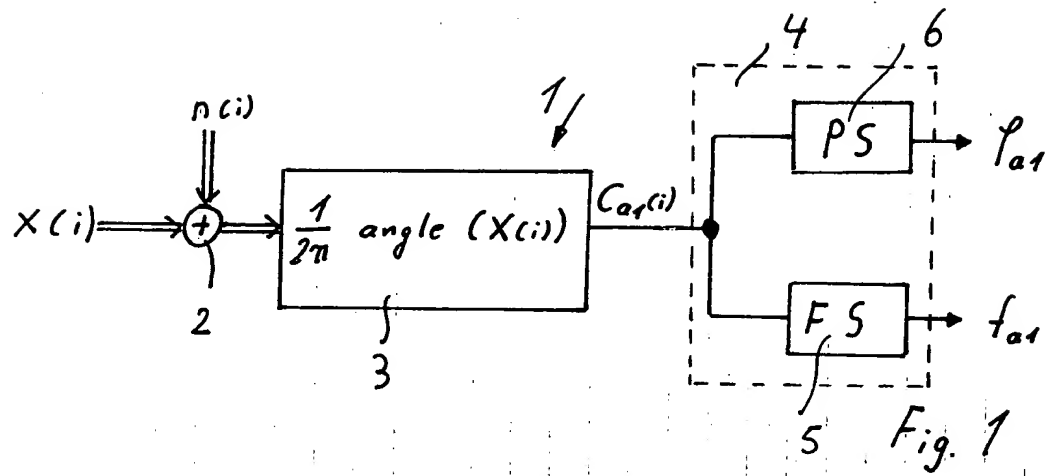 n(i)
X(i)
+
2
1/2π angle (X(i))
3
1
Ca1(i)
4
6
PS
φa1
FS
5
fa1
Fig. 1